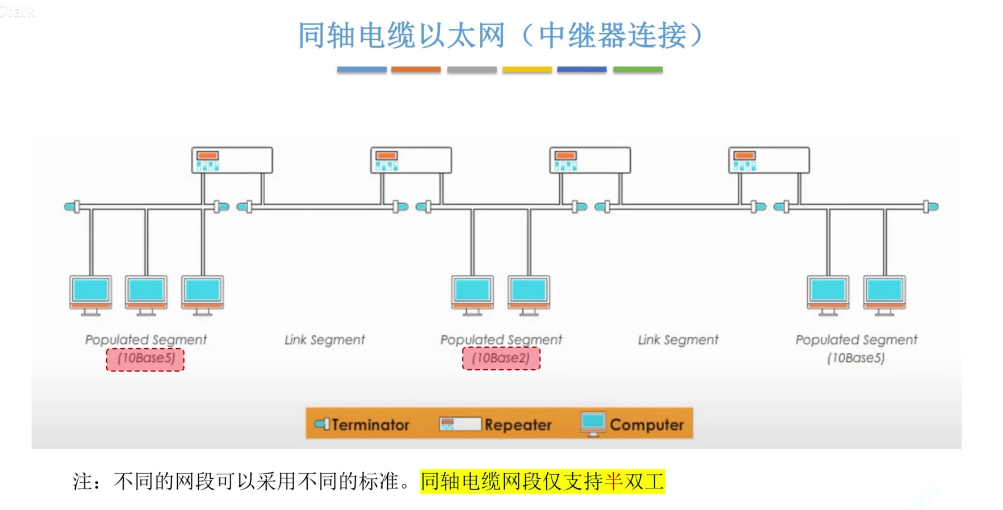 同轴电缆以太网（中继器连接）
Populated Segment
(10Base5)
Link Segment
Populated Segment
(10Base2)
Link Segment
Populated Segment
(10Base5)
Terminator
Repeater
Computer
注：不同的网段可以采用不同的标准。同轴电缆网段仅支持半双工